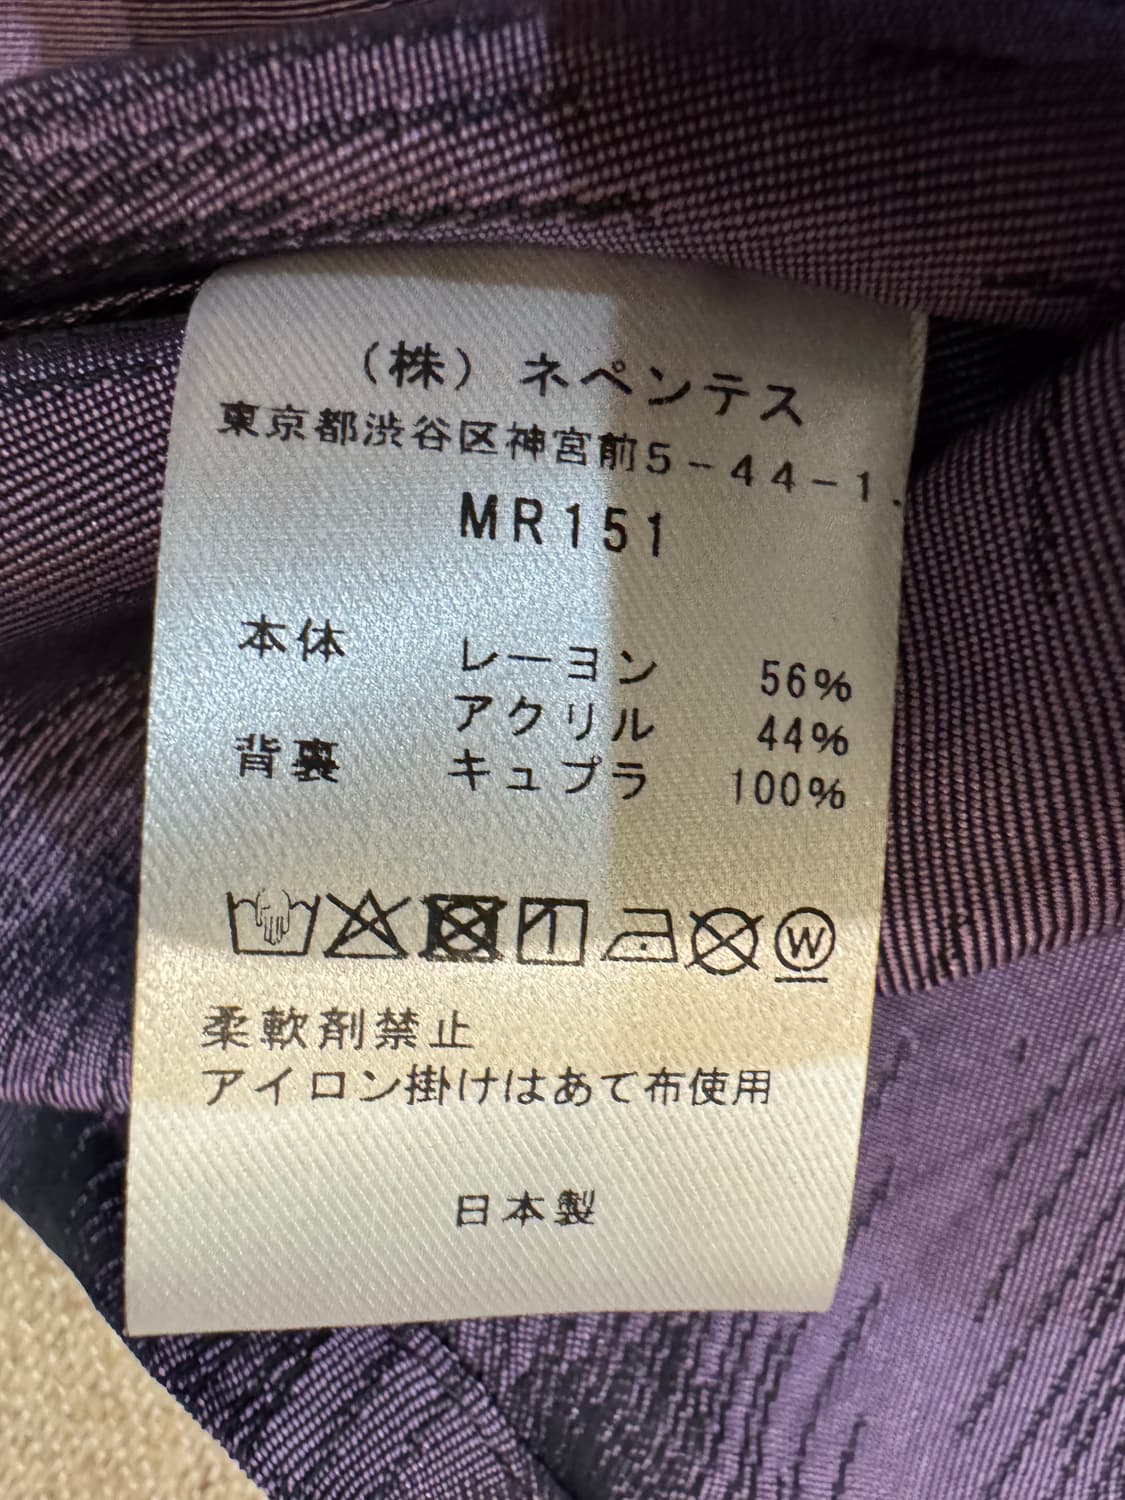 (株) ネペンテス
東京都渋谷区神宮前5-44-1.
MR151
本体 レーヨン 56%
アクリル 44%
背裏 キュプラ 100%
W
柔軟剤禁止
アイロン掛けはあて布使用
日本製